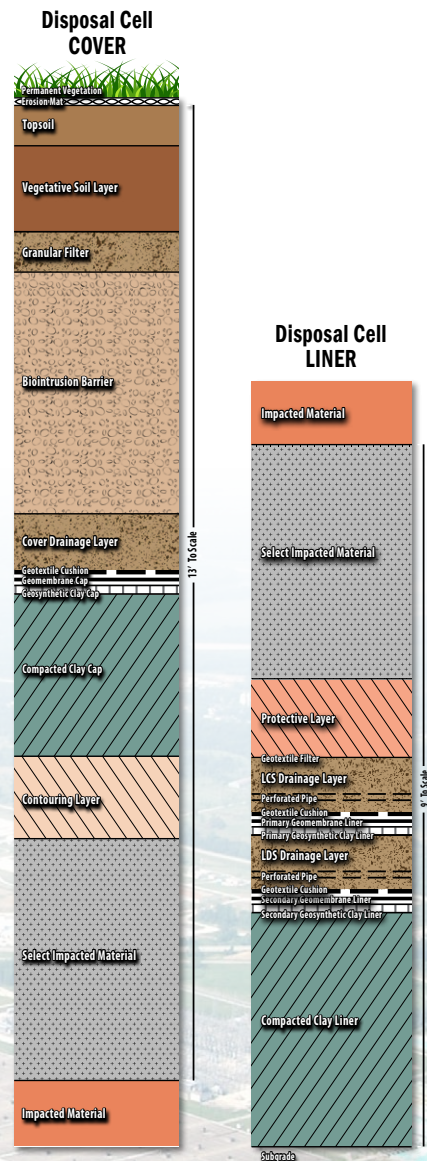 Disposal Cell
COVER
Permanent Vegetation
Erosion Mat
Topsoil
Vegetative Soil Layer
Granular Filter
Biointrusion Barrier
Cover Drainage Layer
Geotextile Cushion
Geomembrane Cap
Geosynthetic Clay Cap
Compacted Clay Cap
Contouring Layer
Select Impacted Material
Impacted Material
13' To Scale
Disposal Cell
LINER
Impacted Material
Select Impacted Material
Protective Layer
Geotextile Filter
LCS Drainage Layer
Perforated Pipe
Geotextile Cushion
Primary Geomembrane Liner
Primary Geosynthetic Clay Liner
LDS Drainage Layer
Perforated Pipe
Geotextile Cushion
Secondary Geomembrane Liner
Secondary Geosynthetic Clay Liner
Compacted Clay Liner
Subgrade
9' To Scale